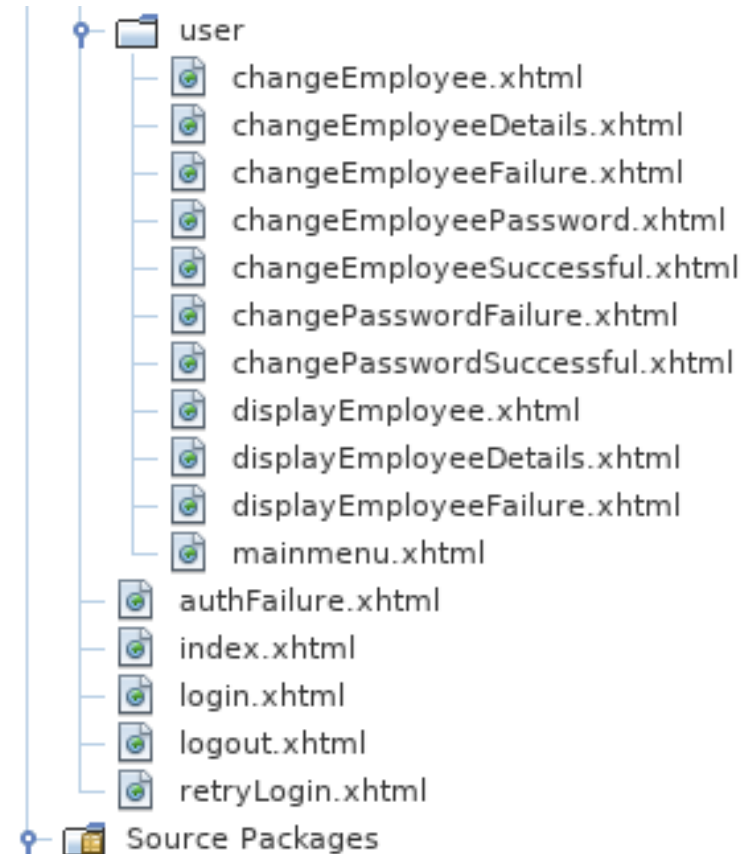 user
changeEmployee.xhtml
changeEmployeeDetails.xhtml
changeEmployeeFailure.xhtml
changeEmployeePassword.xhtml
changeEmployeeSuccessful.xhtml
changePasswordFailure.xhtml
changePasswordSuccessful.xhtml
displayEmployee.xhtml
displayEmployeeDetails.xhtml
displayEmployeeFailure.xhtml
mainmenu.xhtml
authFailure.xhtml
index.xhtml
login.xhtml
logout.xhtml
retryLogin.xhtml
Source Packages